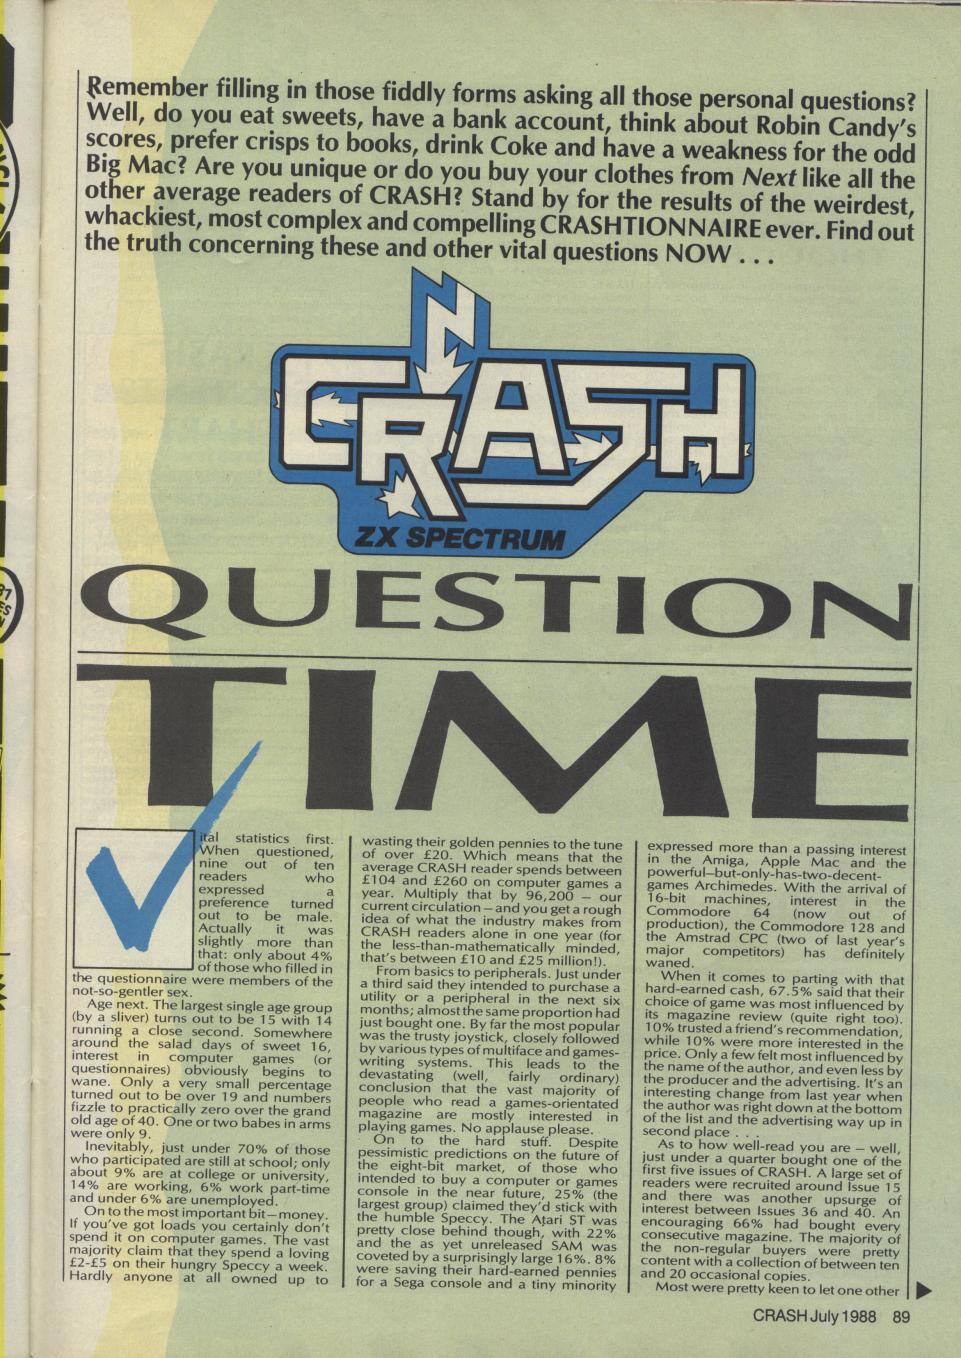 Remember filling in those fiddly forms asking all those personal questions?
Well, do you eat sweets, have a bank account, think about Robin Candy's
scores, prefer crisps to books, drink Coke and have a weakness for the odd
Big Mac? Are you unique or do you buy your clothes from Next like all the
other average readers of CRASH? Stand by for the results of the weirdest,
whackiest, most complex and compelling CRASHTIONNAIRE ever. Find out
the truth concerning these and other vital questions NOW . . .
CRASH
ZX SPECTRUM
QUESTION
TIME
ital statistics first.
When questioned,
nine out of ten
readers who
expressed a
preference turned
out to be male.
Actually it was
slightly more than
that: only about 4%
of those who filled in
the questionnaire were members of the
not-so-gentler sex.
Age next. The largest single age group
(by a sliver) turns out to be 15 with 14
running a close second. Somewhere
around the salad days of sweet 16,
interest in computer games (or
questionnaires) obviously begins to
wane. Only a very small percentage
turned out to be over 19 and numbers
fizzle to practically zero over the grand
old age of 40. One or two babes in arms
were only 9.
Inevitably, just under 70% of those
who participated are still at school; only
about 9% are at college or university,
14% are working, 6% work part-time
and under 6% are unemployed.
On to the most important bit—money.
If you've got loads you certainly don't
spend it on computer games. The vast
majority claim that they spend a loving
£2-£5 on their hungry Speccy a week.
Hardly anyone at all owned up to
wasting their golden pennies to the tune
of over £20. Which means that the
average CRASH reader spends between
£104 and £260 on computer games a
year. Multiply that by 96,200 — our
current circulation — and you get a rough
idea of what the industry makes from
CRASH readers alone in one year (for
the less-than-mathematically minded,
that's between £10 and £25 million!).
From basics to peripherals. Just under
a third said they intended to purchase a
utility or a peripheral in the next six
months; almost the same proportion had
just bought one. By far the most popular
was the trusty joystick, closely followed
by various types of multiface and games-
writing systems. This leads to the
devastating (well, fairly ordinary)
conclusion that the vast majority of
people who read a games-orientated
magazine are mostly interested in
playing games. No applause please.
On to the hard stuff. Despite
pessimistic predictions on the future of
the eight-bit market, of those who
intended to buy a computer or games
console in the near future, 25% (the
largest group) claimed they'd stick with
the humble Speccy. The Atari ST was
pretty close behind though, with 22%
and the as yet unreleased SAM was
coveted by a surprisingly large 16%. 8%
were saving their hard-earned pennies
for a Sega console and a tiny minority
expressed more than a passing interest
in the Amiga, Apple Mac and the
powerful–but-only-has-two-decent-
games Archimedes. With the arrival of
16-bit machines, interest in the
Commodore 64 (now out of
production), the Commodore 128 and
the Amstrad CPC (two of last year's
major competitors) has definitely
waned.
When it comes to parting with that
hard-earned cash, 67.5% said that their
choice of game was most influenced by
its magazine review (quite right too).
10% trusted a friend's recommendation,
while 10% were more interested in the
price. Only a few felt most influenced by
the name of the author, and even less by
the producer and the advertising. It's an
interesting change from last year when
the author was right down at the bottom
of the list and the advertising way up in
second place . . .
As to how well-read you are – well,
just under a quarter bought one of the
first five issues of CRASH. A large set of
readers were recruited around Issue 15
and there was another upsurge of
interest between Issues 36 and 40. An
encouraging 66% had bought every
consecutive magazine. The majority of
the non-regular buyers were pretty
content with a collection of between ten
and 20 occasional copies.
Most were pretty keen to let one other
CRASH July 1988 89